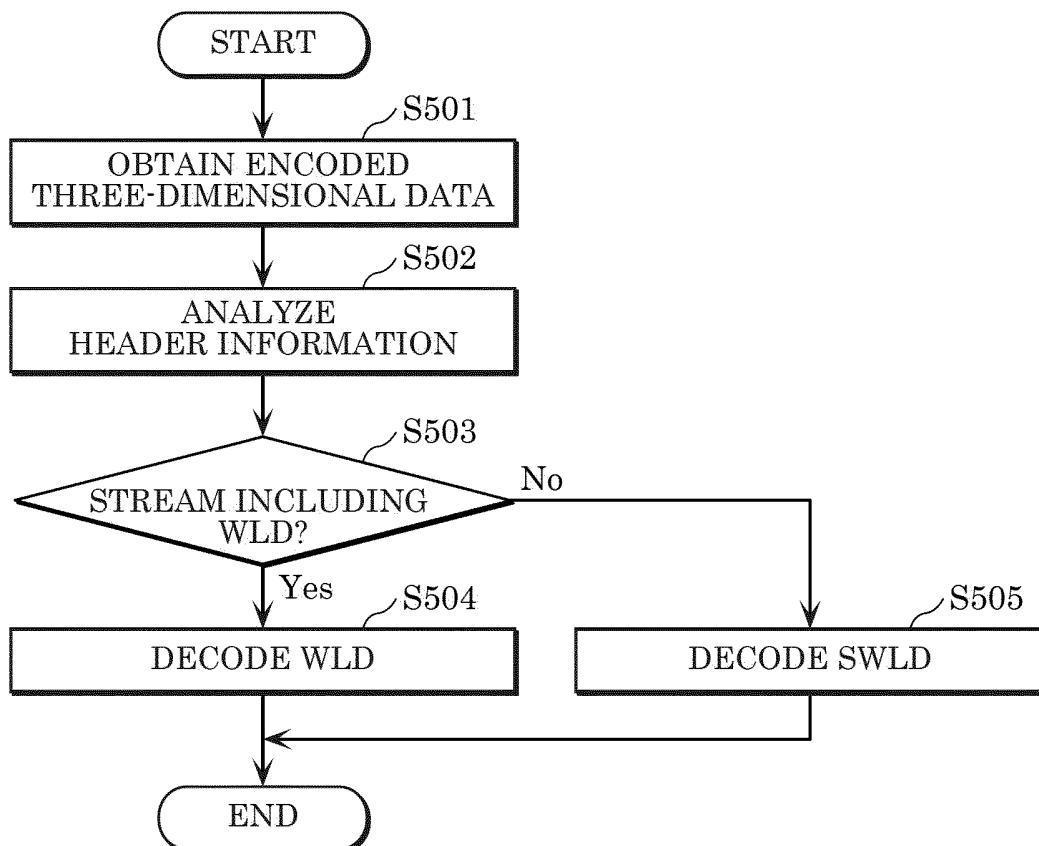 START
S501
OBTAIN ENCODED
THREE-DIMENSIONAL DATA
S502
ANALYZE
HEADER INFORMATION
S503
STREAM INCLUDING
WLD?
No
Yes
S504
DECODE WLD
S505
DECODE SWLD
END